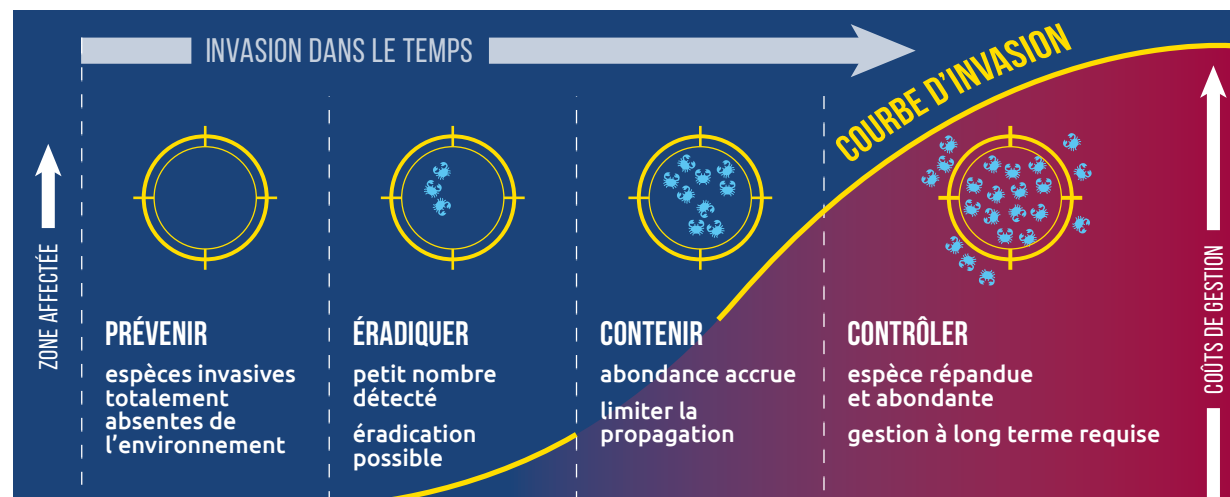 INVASION DANS LE TEMPS
COURBE D'INVASION
ZONE AFFECTÉE
PRÉVENIR
espèces invasives
totalement
absentes de
l'environnement
ÉRADIQUER
petit nombre
détecté
éradication
possible
CONTENIR
abondance accrue
limiter la
propagation
CONTRÔLER
espèce répandue
et abondante
gestion à long terme requise
COÛTS DE GESTION